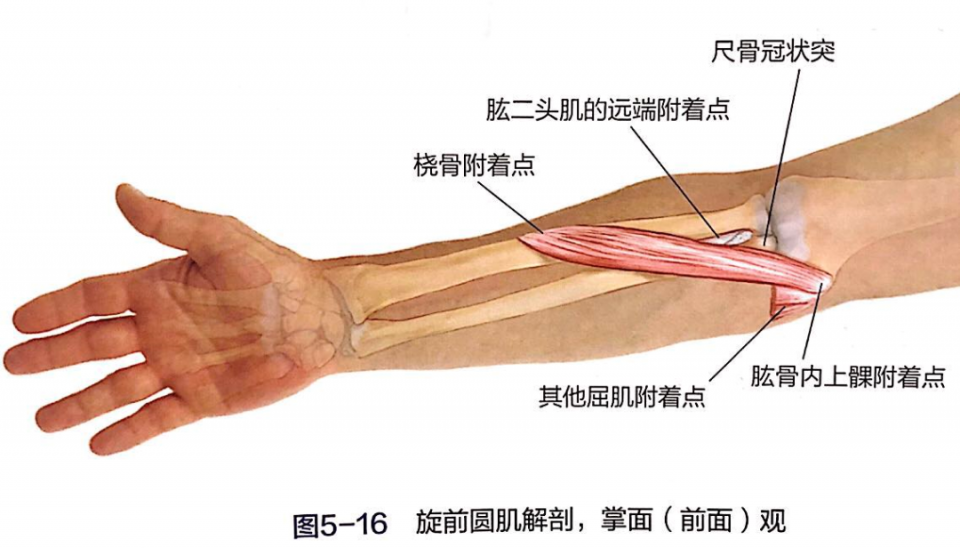 尺骨冠状突
肱二头肌的远端附着点
桡骨附着点
肱骨内上髁附着点
其他屈肌附着点
图5-16 旋前圆肌解剖，掌面（前面）观